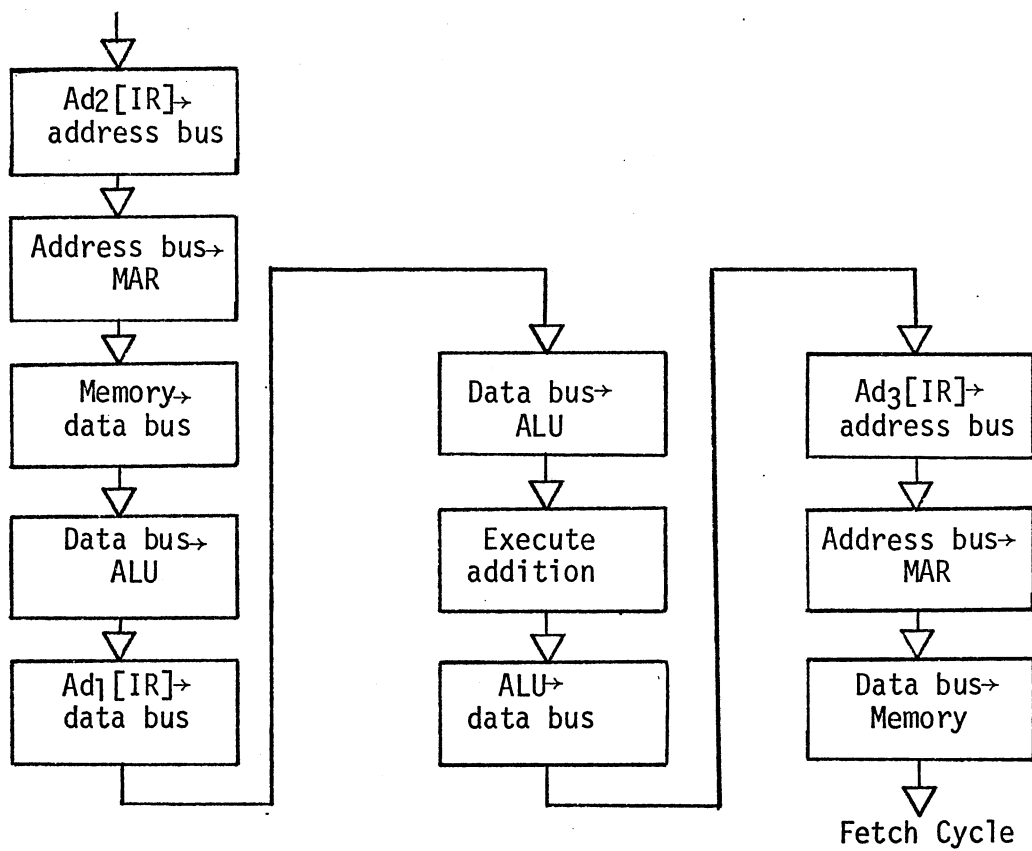 Ad2[IR]→
address bus
Address bus→
MAR
Memory→
data bus
Data bus→
ALU
Ad1[IR]→
data bus
Data bus→
ALU
Execute
addition
ALU→
data bus
Ad3[IR]→
address bus
Address bus→
MAR
Data bus→
Memory
Fetch Cycle